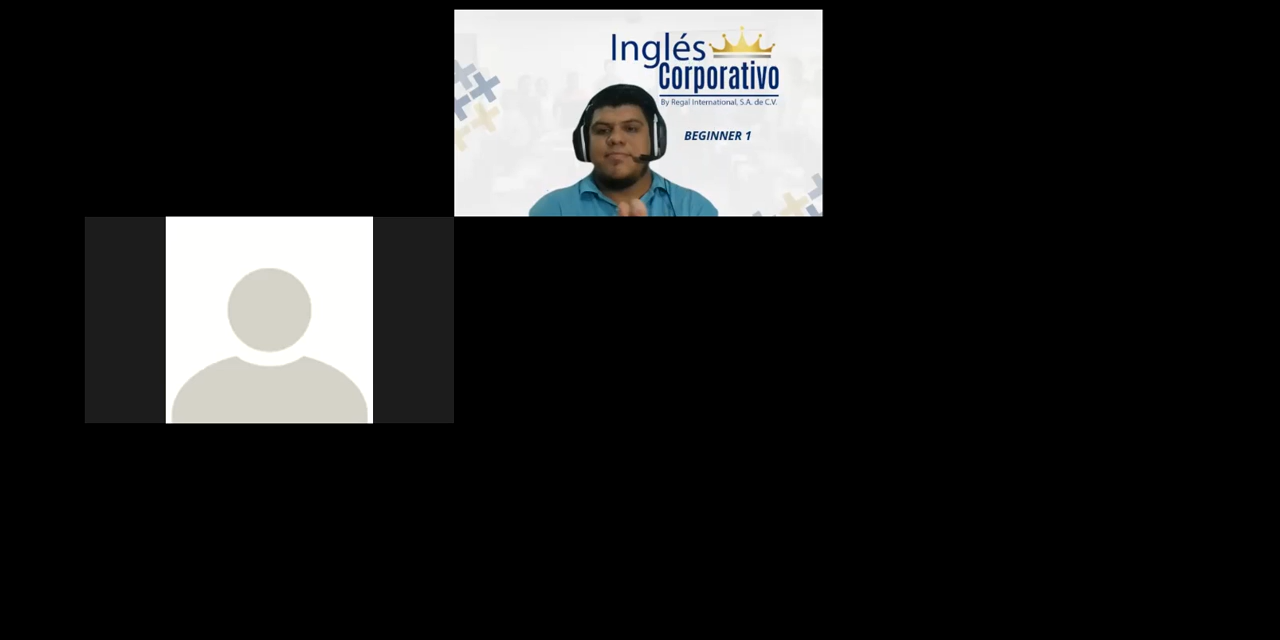 Inglés
Corporativo
By Regal International, S.A. de C.V.
BEGINNER 1